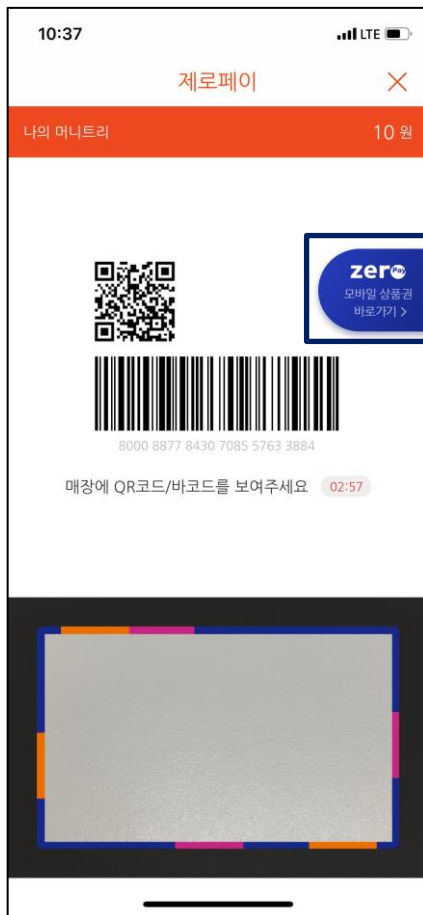 10:37
LTE
제로페이
나의 머니트리
10 원
zero Pay
모바일 상품권
바로가기 >
8000 8877 8430 7085 5763 3884
매장에 QR코드/바코드를 보여주세요 02:57